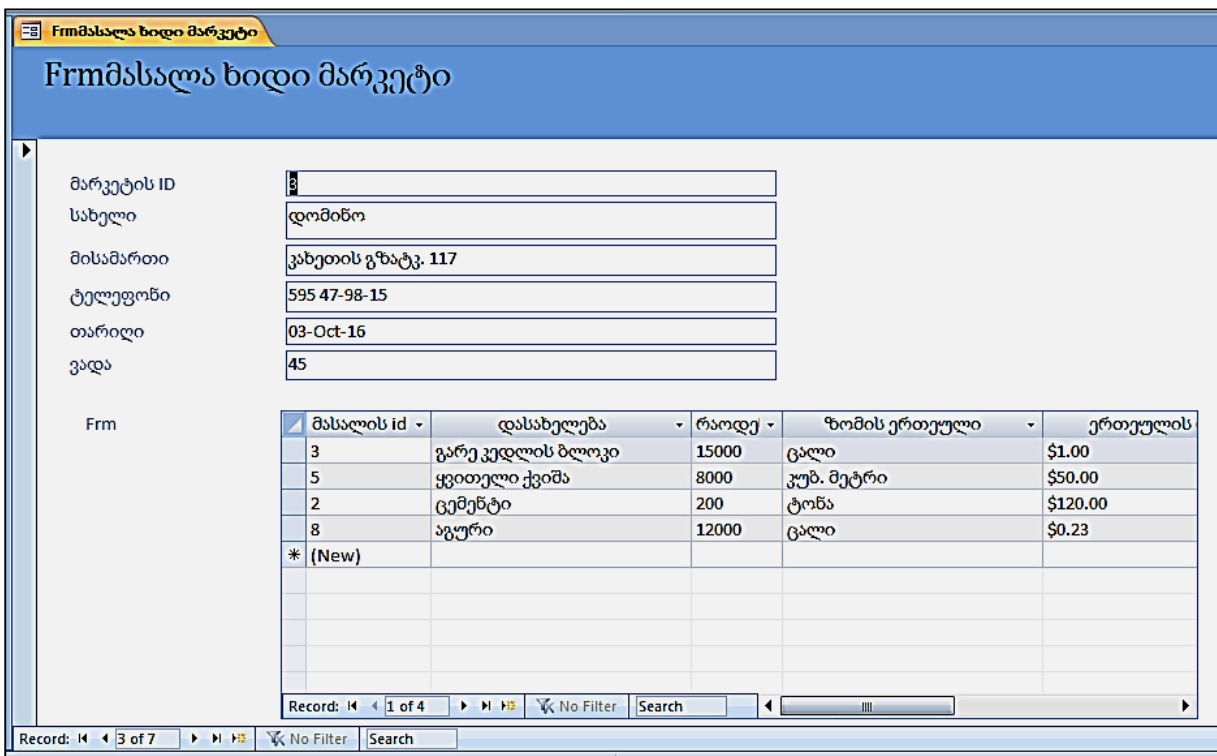 Frmმასალა ხიდი მარკეტი
Frmმასალა ხიდი მარკეტი
მარკეტის ID 3
სახელი დომინო
მისამართი კახეთის გზატკ. 117
ტელეფონი 595 47-98-15
თარიღი 03-Oct-16
ვადა 45
Frm
მასალის id დასახელება რაოდე ზომის ერთეული ერთეულის
3 გარე კედლის ბლოკი 15000 ცალი $1.00
5 ყვითელი ქვიშა 8000 კუბ. მეტრი $50.00
2 ცემენტი 200 ტონა $120.00
8 აგური 12000 ცალი $0.23
* (New)
Record: 1 of 4 No Filter Search
Record: 3 of 7 No Filter Search